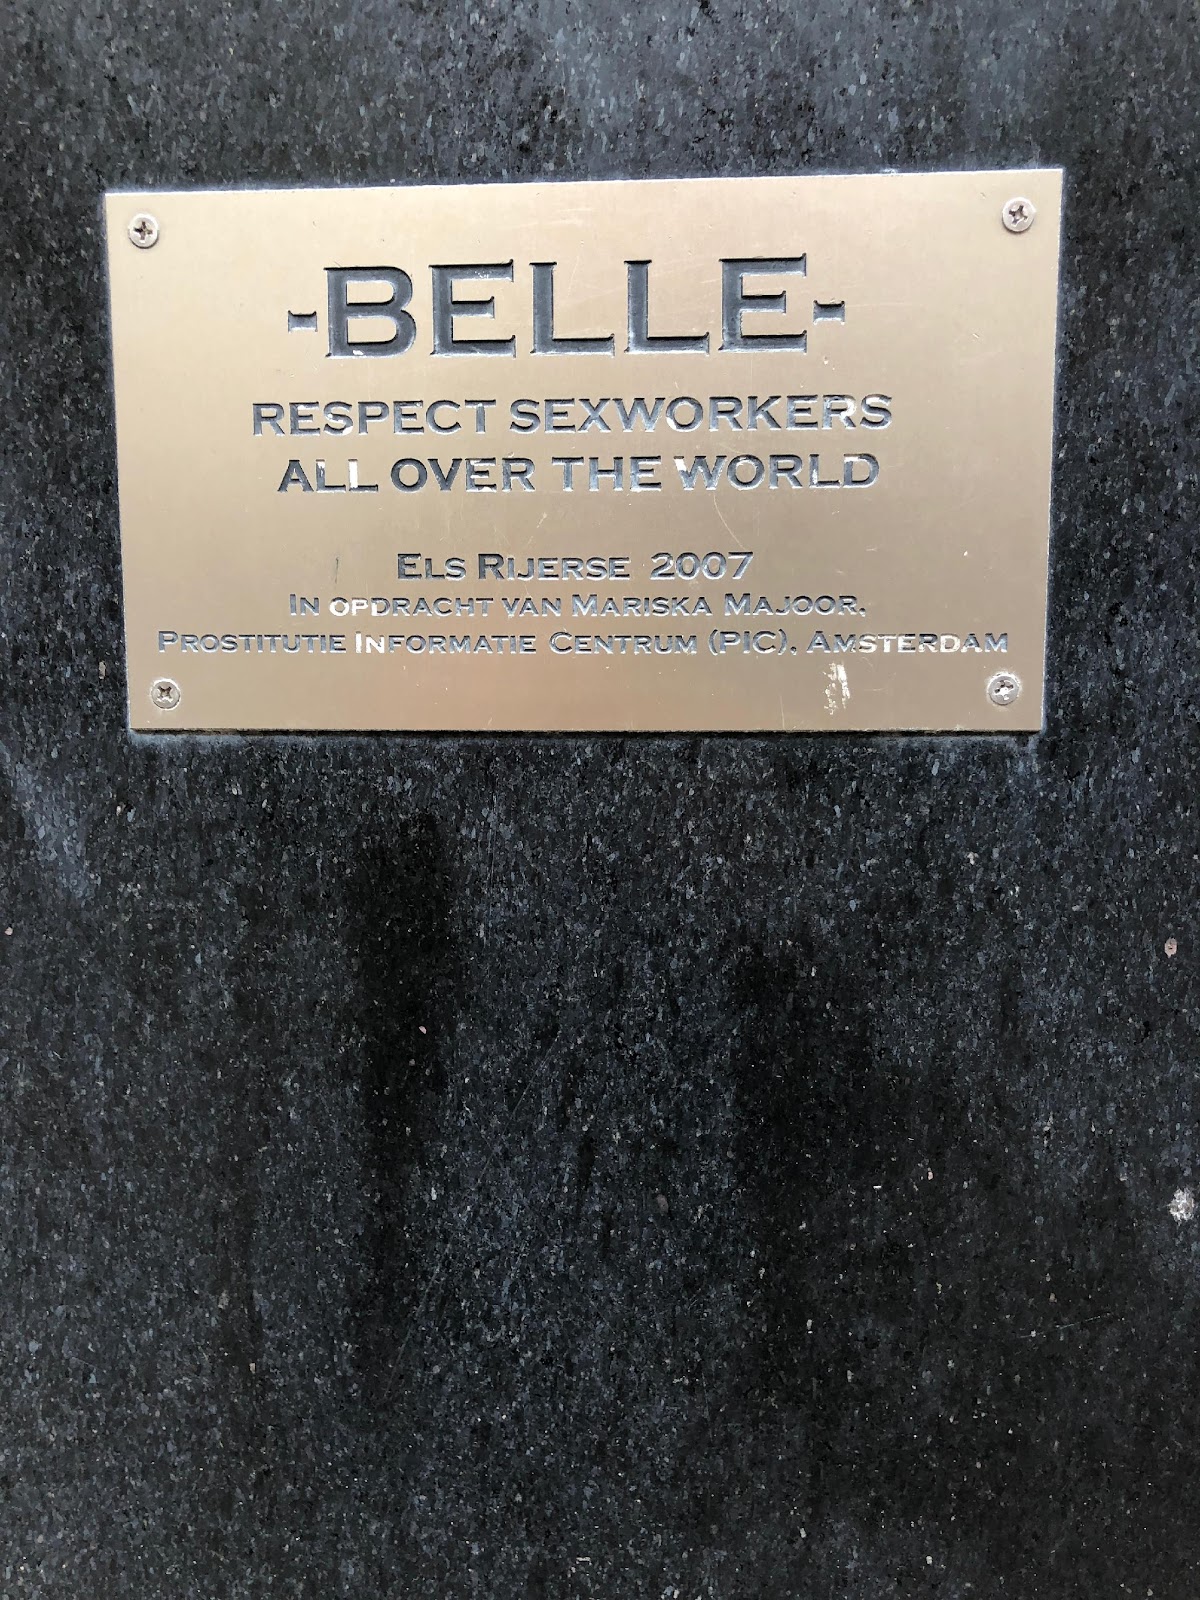 -BELLE-
RESPECT SEXWORKERS
ALL OVER THE WORLD
ELS RIJERSE 2007
IN OPDRACHT VAN MARISKA MAJOOR,
PROSTITUTIE INFORMATIE CENTRUM (PIC), AMSTERDAM